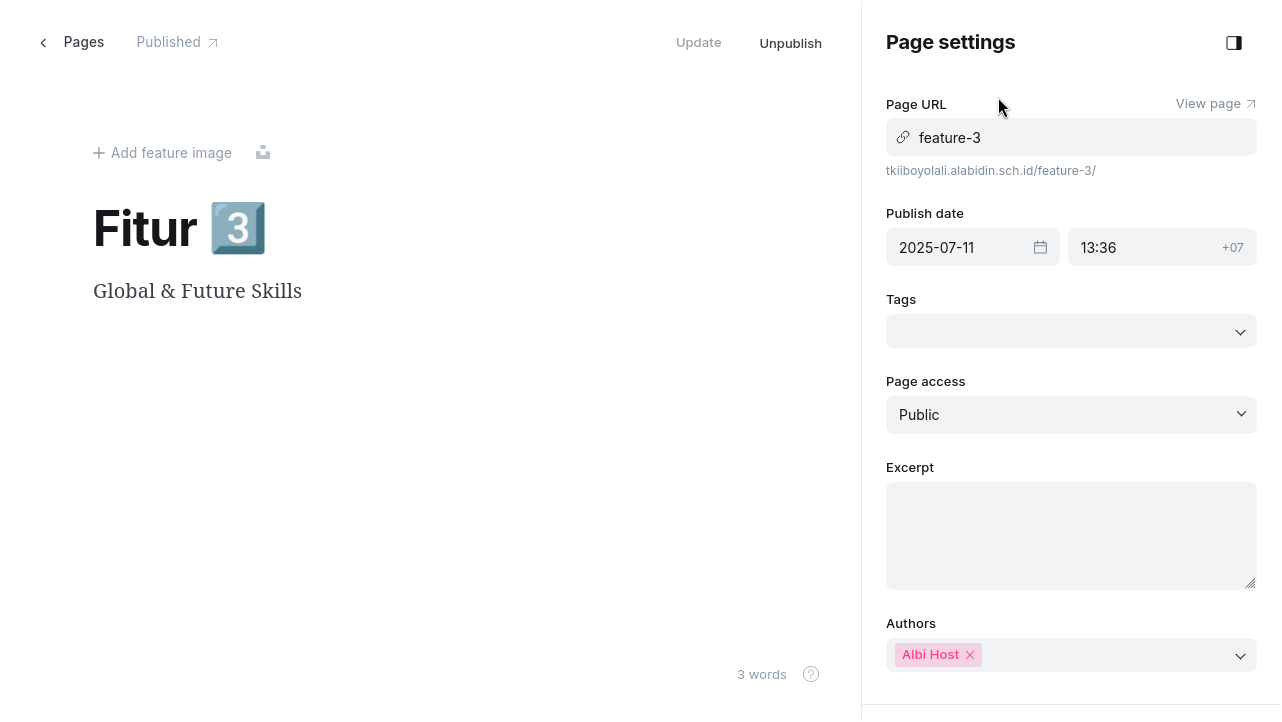 Pages
Published
Update
Unpublish
Add feature image
Fitur 3️⃣
Global & Future Skills
3 words
?
Page settings
Page URL
View page
feature-3
tkiiboyolali.alabidin.sch.id/feature-3/
Publish date
2025-07-11
13:36
+07
Tags
Page access
Public
Excerpt
Authors
Albi Host